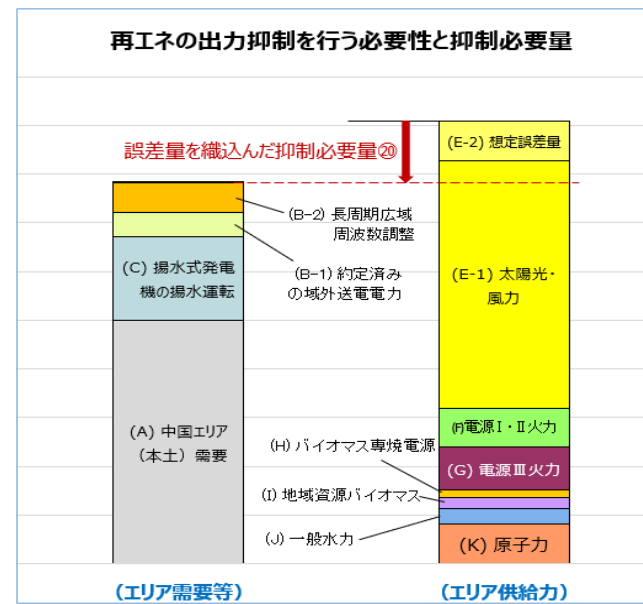 再エネの出力抑制を行う必要性と抑制必要量
誤差量を織込んだ抑制必要量⑳
(E-2) 想定誤差量
(B-2) 長周期広域
周波数調整
(C) 揚水式発電
機の揚水運転
(B-1) 約定済み
の域外送電電力
(E-1) 太陽光・
風力
(A) 中国エリア
（本土）需要
(F)電源Ⅰ・Ⅱ火力
(H) バイオマス専焼電源
(G) 電源Ⅲ火力
(I) 地域資源バイオマス
(J) 一般水力
(K) 原子力
（エリア需要等）
（エリア供給力）